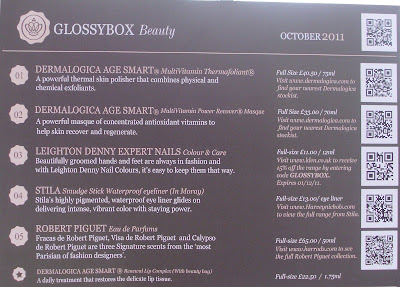 GLOSSYBOX Beauty
OCTOBER 2011
01
DERMALOGICA AGE SMART® MultiVitamin Thermafoliant®
A powerful thermal skin polisher that combines physical and
chemical exfoliants.
Full Size £40.50 / 75ml
Visit www.dermalogica.com to
find your nearest Dermalogica
stockist.
02
DERMALOGICA AGE SMART® MultiVitamin Power Recovery® Masque
A powerful masque of concentrated antioxidant vitamins to
help skin recover and regenerate.
Full Size £35.00 / 70ml
Visit www.dermalogica.com to
find your nearest Dermalogica
stockist.
03
LEIGHTON DENNY EXPERT NAILS Colour & Care
Beautifully groomed hands and feet are always in fashion and
with Leighton Denny Nail Colours, it's easy to keep them that way.
Full-size £11.00 / 12ml
Visit www.lden.co.uk to receive
15% off the range by entering
code GLOSSYBOX.
Expires 01/12/11.
04
STILA Smudge Stick Waterproof eyeliner (In Moray)
Stila's highly pigmented, waterproof eye liner glides on
delivering intense, vibrant color with staying power.
Full-size £13.00/ eye liner
Visit www.Harveynichols.com
to view the full range from Stila.
05
ROBERT PIGUET Eau de Parfums
Fracas de Robert Piguet, Visa de Robert Piguet and Calypso
de Robert Piguet are three Signature scents from the 'most
Parisian of fashion designers'.
Full-size £65.00 / 50ml
Visit www.harrods.com to see
the full Robert Piguet collection.
DERMALOGICA AGE SMART ® Renewal Lip Complex (With beauty bag)
A daily treatment that restores the delicate lip tissue.
Full-size £22.50 / 1.75ml